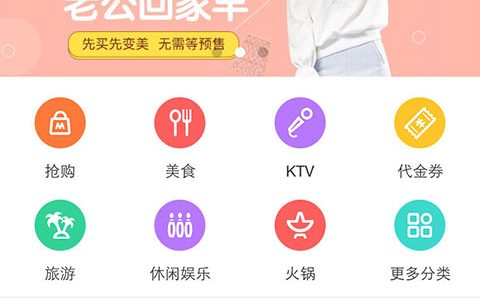 老公回家早
先买先变美 无需等预售
抢购
美食
KTV
代金券
旅游
休闲娱乐
火锅
更多分类